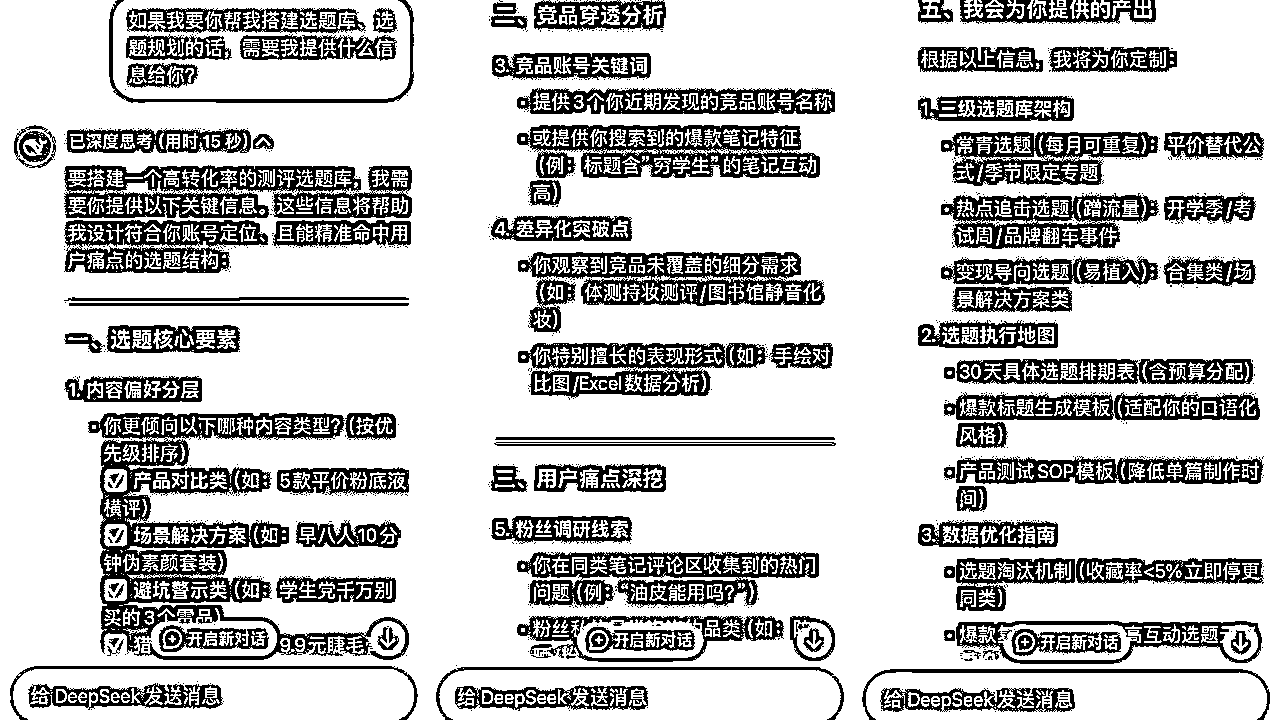 如果我要你帮我搭建选题库、选
题规划的话，需要我提供什么信
息给你？
已深度思考（用时15秒）
要搭建一个高转化率的测评选题库，我需
要你提供以下关键信息。这些信息将帮助
我设计符合你账号定位、且能精准命中用
户痛点的选题结构：
一、选题核心要素
1. 内容偏好分层
你更倾向以下哪种内容类型？（按优
先级排序）
产品对比类（如：5款平价粉底液
横评）
场景解决方案（如：早八人10分
钟伪素颜套装）
避坑警示类（如：学生党千万别
买的3个雷品）
9.9元睫毛
开启新对话
给 DeepSeek 发送消息
二、竞品穿透分析
3. 竞品账号关键词
提供3个你近期发现的竞品账号名称
或提供你搜索到的爆款笔记特征
（例：标题含"穷学生"的笔记互动
高）
4. 差异化突破点
你观察到竞品未覆盖的细分需求
（如：体测持妆测评/图书馆静音化
妆）
你特别擅长的表现形式（如：手绘对
比图/Excel数据分析）
三、用户痛点深挖
5. 粉丝调研线索
你在同类笔记评论区收集到的热门
问题（例：“油皮能用吗？”）
粉丝
品类（如：
开启新对话
给 DeepSeek 发送消息
五、我会为你提供的产出
根据以上信息，我将为你定制：
1. 三级选题库架构
常青选题（每月可重复）：平价替代公
式/季节限定专题
热点追击选题（蹭流量）：开学季/考
试周/品牌翻车事件
变现导向选题（易植入）：合集类/场
景解决方案类
2. 选题执行地图
30天具体选题排期表（含预算分配）
爆款标题生成模板（适配你的口语化
风格）
产品测试SOP模板（降低单篇制作时
间）
3. 数据优化指南
选题淘汰机制（收藏率<5%立即停更
同类）
爆款
高互动选题
开启新对话
给 DeepSeek 发送消息